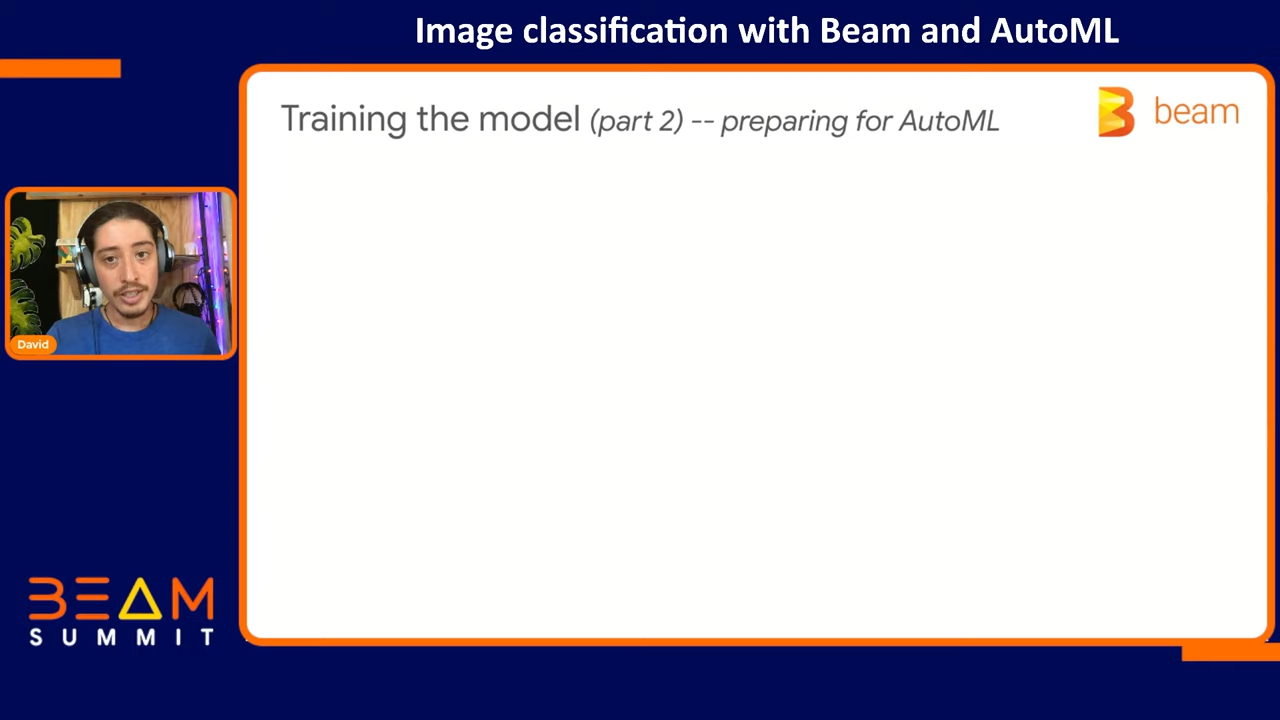 Image classification with Beam and AutoML
Training the model (part 2) -- preparing for AutoML
beam
David
BEAM
SUMMIT